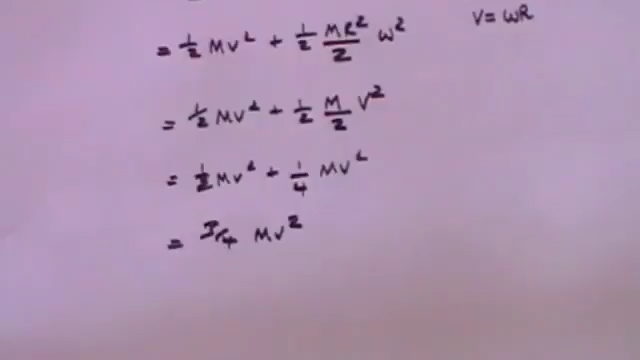 = 1/2 MV² + 1/2 MR²/2 ω² V = ωR
= 1/2 MV² + 1/2 M/2 V²
= 1/2 MV² + 1/4 MV²
= 3/4 MV²